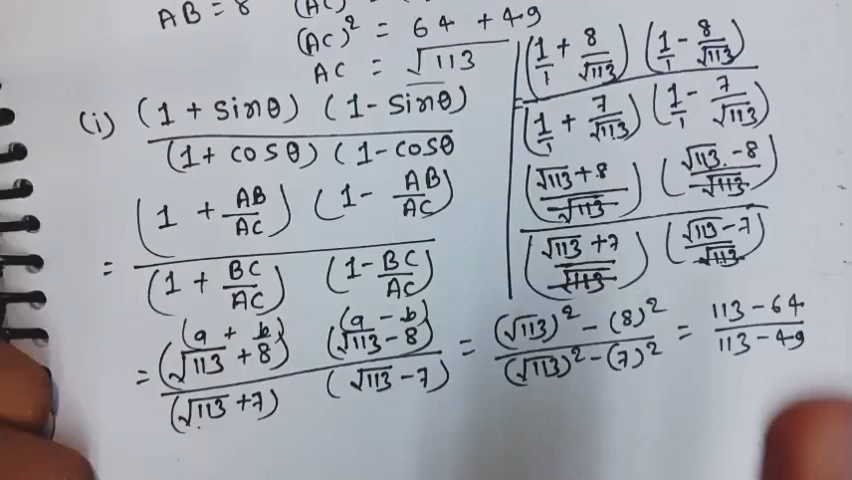 AB = 8 (AC)
(AC)² = 64 + 49
AC = √113
(i) (1 + sinθ) (1 - sinθ)
(1 + cosθ) (1 - cosθ
(1 + AB/AC) (1 - AB/AC)
= (1 + BC/AC) (1 - BC/AC)
(a + b) (a - b)
= (√113 + 8) (√113 - 8)
(√113 + 7) (√113 - 7)
= (√113)² - (8)²
(√113)² - (7)²
= 113 - 64
113 - 49
(1/1 + 8/√113) (1/1 - 8/√113)
= (1/1 + 7/√113) (1/1 - 7/√113)
(√113 + 8/√113) (√113 - 8/√113)
(√113 + 7/√113) (√113 - 7/√113)